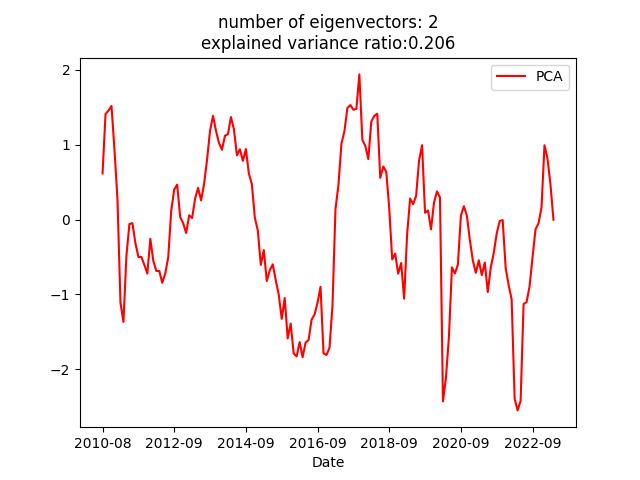 number of eigenvectors: 2
explained variance ratio:0.206
PCA
2
1
0
−1
−2
2010-08 2012-09 2014-09 2016-09 2018-09 2020-09 2022-09
Date